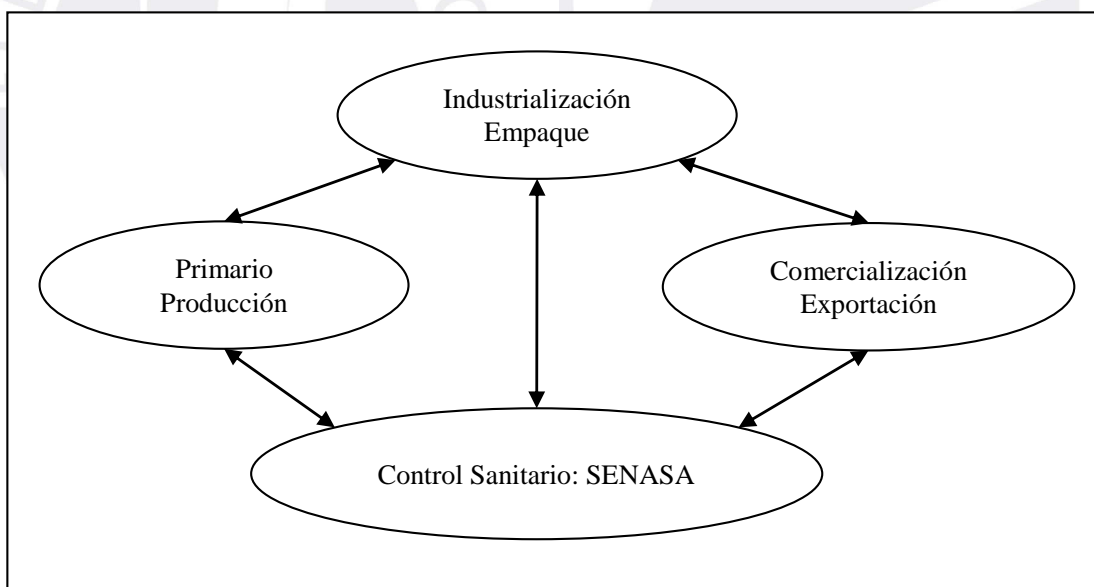 Industrialización
Empaque
Primario
Producción
Comercialización
Exportación
Control Sanitario: SENASA